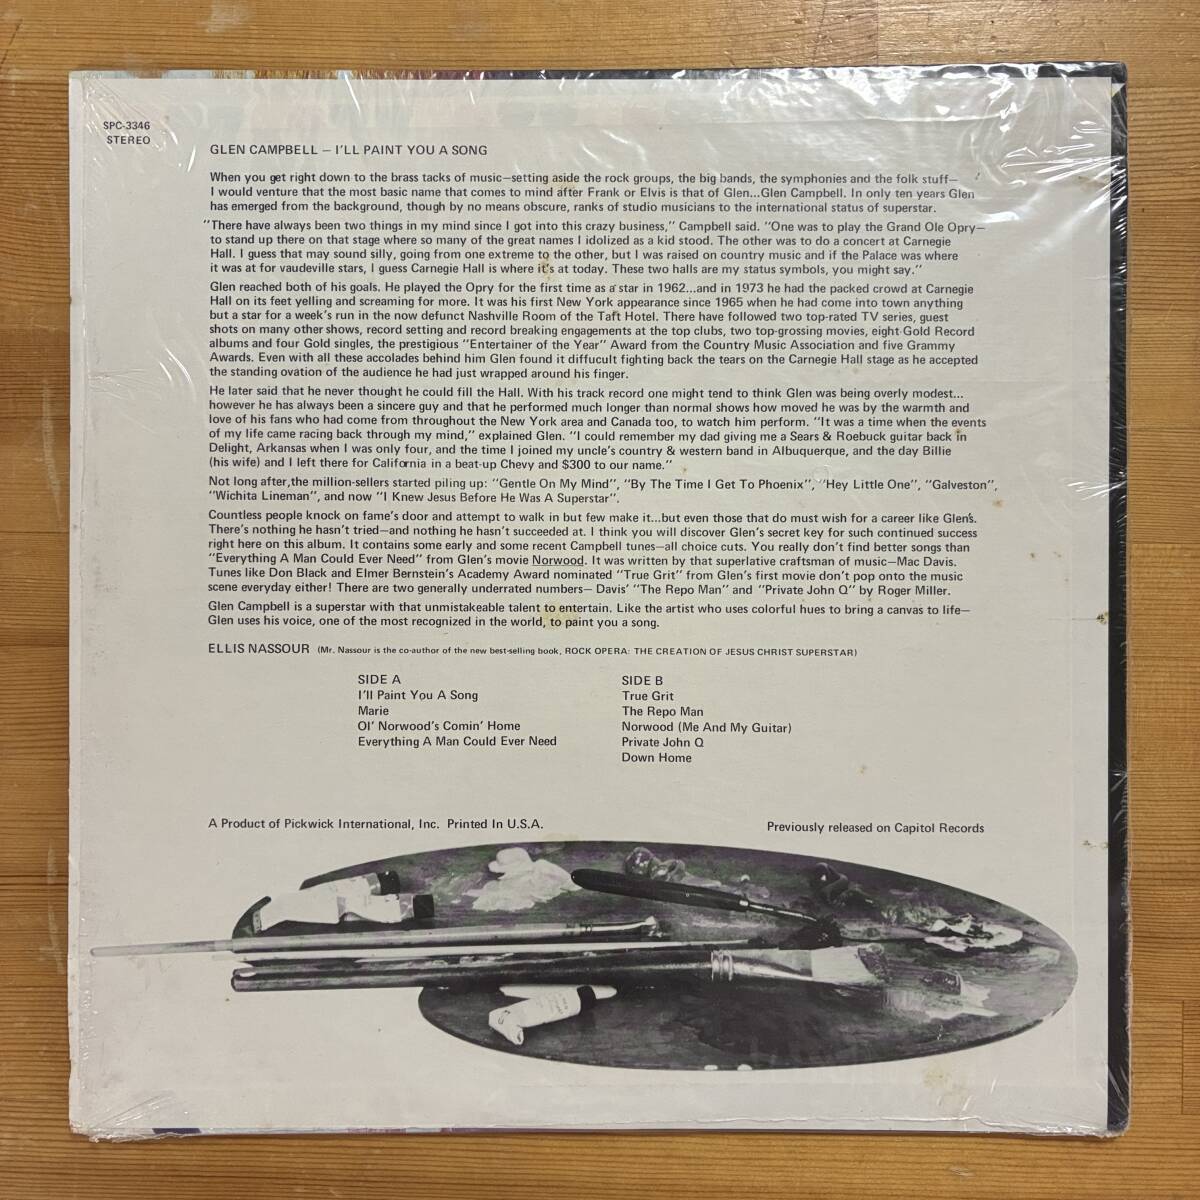 SPC-3346
STEREO
GLEN CAMPBELL – I'LL PAINT YOU A SONG
When you get right down to the brass tacks of music—setting aside the rock groups, the big bands, the symphonies and the folk stuff—
I would venture that the most basic name that comes to mind after Frank or Elvis is that of Glen...Glen Campbell. In only ten years Glen
has emerged from the background, though by no means obscure, ranks of studio musicians to the international status of superstar.
"There have always been two things in my mind since I got into this crazy business," Campbell said. "One was to play the Grand Ole Opry—
to stand up there on that stage where so many of the great names I idolized as a kid stood. The other was to do a concert at Carnegie
Hall. I guess that may sound silly, going from one extreme to the other, but I was raised on country music and if the Palace was where
it was at for vaudeville stars, I guess Carnegie Hall is where it's at today. These two halls are my status symbols, you might say."
Glen reached both of his goals. He played the Opry for the first time as a star in 1962...and in 1973 he had the packed crowd at Carnegie
Hall on its feet yelling and screaming for more. It was his first New York appearance since 1965 when he had come into town anything
but a star for a week's run in the now defunct Nashville Room of the Taft Hotel. There have followed two top-rated TV series, guest
shots on many other shows, record setting and record breaking engagements at the top clubs, two top-grossing movies, eight Gold Record
albums and four Gold singles, the prestigious "Entertainer of the Year" Award from the Country Music Association and five Grammy
Awards. Even with all these accolades behind him Glen found it diffucult fighting back the tears on the Carnegie Hall stage as he accepted
the standing ovation of the audience he had just wrapped around his finger.
He later said that he never thought he could fill the Hall. With his track record one might tend to think Glen was being overly modest...
however he has always been a sincere guy and that he performed much longer than normal shows how moved he was by the warmth and
love of his fans who had come from throughout the New York area and Canada too, to watch him perform. "It was a time when the events
of my life came racing back through my mind," explained Glen. "I could remember my dad giving me a Sears & Roebuck guitar back in
Delight, Arkansas when I was only four, and the time I joined my uncle's country & western band in Albuquerque, and the day Billie
(his wife) and I left there for California in a beat-up Chevy and $300 to our name."
Not long after,the million-sellers started piling up: "Gentle On My Mind", "By The Time I Get To Phoenix", "Hey Little One", "Galveston",
"Wichita Lineman", and now "I Knew Jesus Before He Was A Superstar".
Countless people knock on fame's door and attempt to walk in but few make it...but even those that do must wish for a career like Glen's.
There's nothing he hasn't tried—and nothing he hasn't succeeded at. I think you will discover Glen's secret key for such continued success
right here on this album. It contains some early and some recent Campbell tunes—all choice cuts. You really don't find better songs than
"Everything A Man Could Ever Need" from Glen's movie Norwood. It was written by that superlative craftsman of music—Mac Davis.
Tunes like Don Black and Elmer Bernstein's Academy Award nominated "True Grit" from Glen's first movie don't pop onto the music
scene everyday either! There are two generally underrated numbers— Davis' "The Repo Man" and "Private John Q" by Roger Miller.
Glen Campbell is a superstar with that unmistakeable talent to entertain. Like the artist who uses colorful hues to bring a canvas to life—
Glen uses his voice, one of the most recognized in the world, to paint you a song.
ELLIS NASSOUR (Mr. Nassour is the co-author of the new best-selling book, ROCK OPERA: THE CREATION OF JESUS CHRIST SUPERSTAR)
SIDE A
I'll Paint You A Song
Marie
Ol' Norwood's Comin' Home
Everything A Man Could Ever Need
SIDE B
True Grit
The Repo Man
Norwood (Me And My Guitar)
Private John Q
Down Home
A Product of Pickwick International, Inc. Printed In U.S.A.
Previously released on Capitol Records